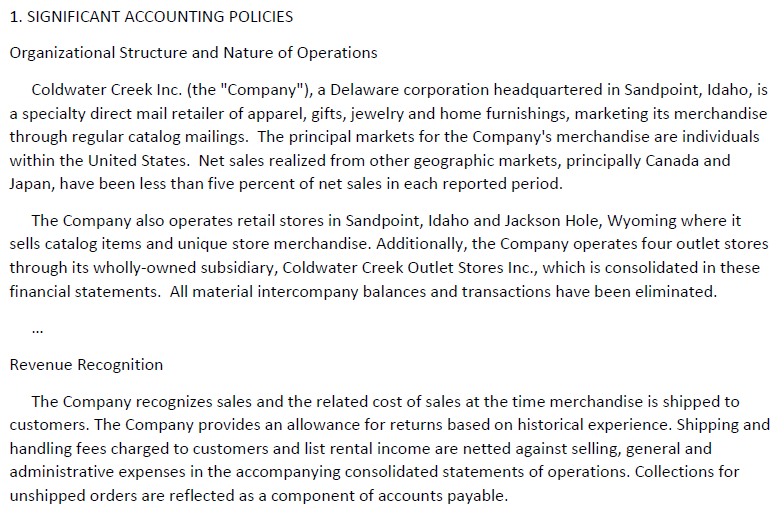 1. SIGNIFICANT ACCOUNTING POLICIES
Organizational Structure and Nature of Operations
Coldwater Creek Inc. (the "Company"), a Delaware corporation headquartered in Sandpoint, Idaho, is
a specialty direct mail retailer of apparel, gifts, jewelry and home furnishings, marketing its merchandise
through regular catalog mailings.  The principal markets for the Company's merchandise are individuals
within the United States.  Net sales realized from other geographic markets, principally Canada and
Japan, have been less than five percent of net sales in each reported period.
The Company also operates retail stores in Sandpoint, Idaho and Jackson Hole, Wyoming where it
sells catalog items and unique store merchandise. Additionally, the Company operates four outlet stores
through its wholly-owned subsidiary, Coldwater Creek Outlet Stores Inc., which is consolidated in these
financial statements.  All material intercompany balances and transactions have been eliminated.
...
Revenue Recognition
The Company recognizes sales and the related cost of sales at the time merchandise is shipped to
customers. The Company provides an allowance for returns based on historical experience. Shipping and
handling fees charged to customers and list rental income are netted against selling, general and
administrative expenses in the accompanying consolidated statements of operations. Collections for
unshipped orders are reflected as a component of accounts payable.